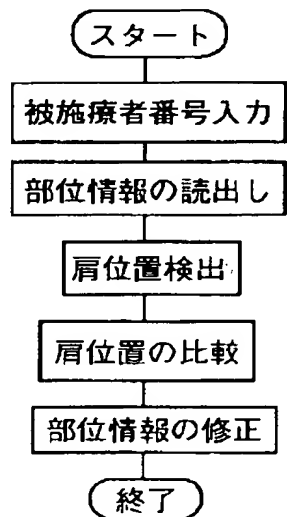 スタート
被施療者番号入力
部位情報の読出し
肩位置検出
肩位置の比較
部位情報の修正
終了